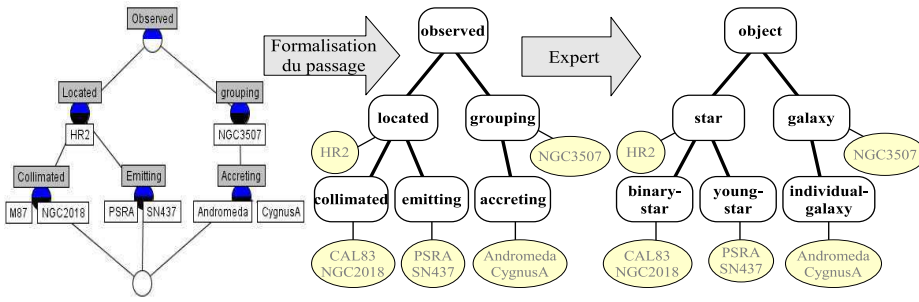 Observed
Located
grouping
HR2
NGC3507
Collimated
Emitting
Accreting
M87
NGC2018
PSRA
SN437
Andromeda
CygnusA
Formalisation
du passage
observed
located
grouping
HR2
NGC3507
collimated
emitting
accreting
CAL83
NGC2018
PSRA
SN437
Andromeda
CygnusA
Expert
object
star
galaxy
HR2
NGC3507
binary-
star
young-
star
individual-
galaxy
CAL83
NGC2018
PSRA
SN437
Andromeda
CygnusA